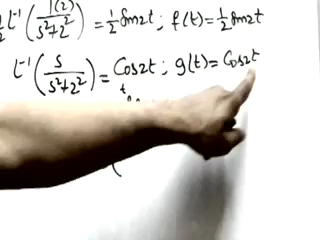 L⁻¹(1(2)/(s²+2²)) = 1/2 Sin2t ; f(t) = 1/2 Sin2t
L⁻¹(s/(s²+2²)) = Cos2t ; g(t) = Cos2t
t